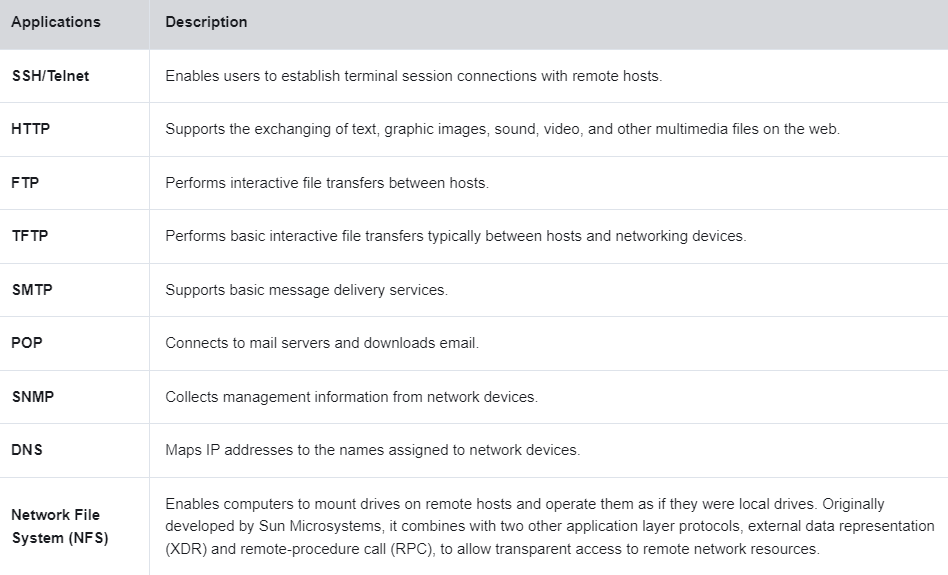 Applications Description
SSH/Telnet Enables users to establish terminal session connections with remote hosts.
HTTP Supports the exchanging of text, graphic images, sound, video, and other multimedia files on the web.
FTP Performs interactive file transfers between hosts.
TFTP Performs basic interactive file transfers typically between hosts and networking devices.
SMTP Supports basic message delivery services.
POP Connects to mail servers and downloads email.
SNMP Collects management information from network devices.
DNS Maps IP addresses to the names assigned to network devices.
Network File
System (NFS)
Enables computers to mount drives on remote hosts and operate them as if they were local drives. Originally
developed by Sun Microsystems, it combines with two other application layer protocols, external data representation
(XDR) and remote-procedure call (RPC), to allow transparent access to remote network resources.